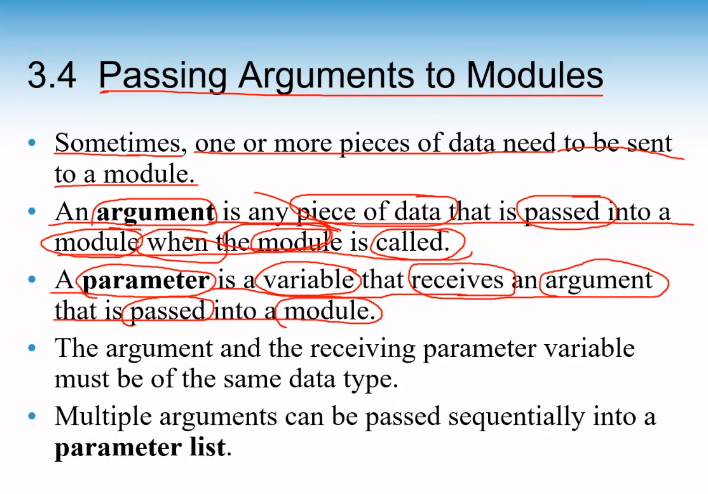 3.4 Passing Arguments to Modules
• Sometimes, one or more pieces of data need to be sent
to a module.
• An argument is any piece of data that is passed into a
module when the module is called.
• A parameter is a variable that receives an argument
that is passed into a module.
• The argument and the receiving parameter variable
must be of the same data type.
• Multiple arguments can be passed sequentially into a
parameter list.